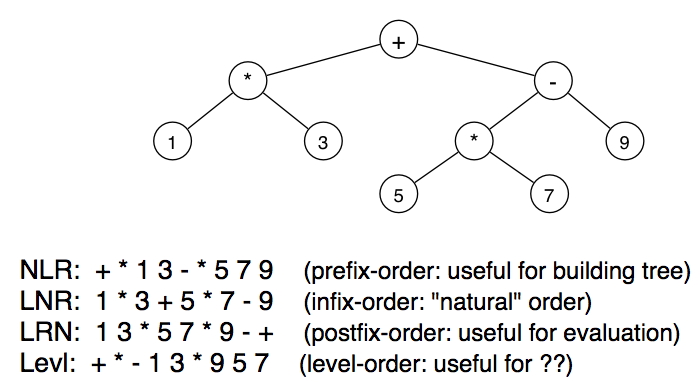 +
* -
1 3 * 9
5 7
NLR: + * 1 3 - * 5 7 9 (prefix-order: useful for building tree)
LNR: 1 * 3 + 5 * 7 - 9 (infix-order: "natural" order)
LRN: 1 3 * 5 7 * 9 - + (postfix-order: useful for evaluation)
Levl: + * - 1 3 * 9 5 7 (level-order: useful for ??)